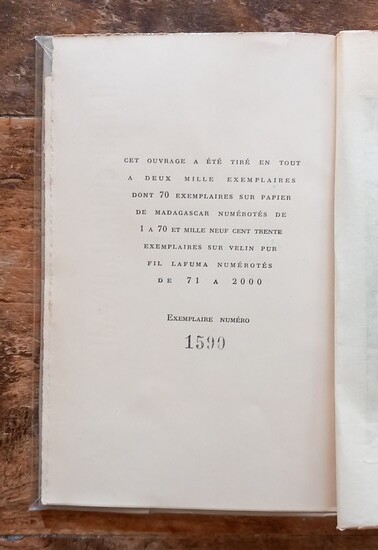 CET OUVRAGE A ÉTÉ TIRÉ EN TOUT
A DEUX MILLE EXEMPLAIRES
DONT 70 EXEMPLAIRES SUR PAPIER
DE MADAGASCAR NUMÉROTÉS DE
1 A 70 ET MILLE NEUF CENT TRENTE
EXEMPLAIRES SUR VELIN PUR
FIL LAFUMA NUMÉROTÉS
DE 71 A 2000
EXEMPLAIRE NUMÉRO
1590